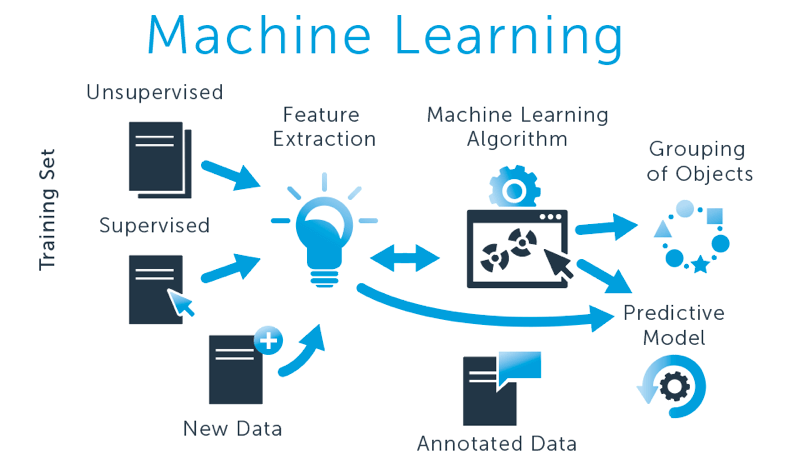 Machine Learning
Unsupervised
Training Set
Supervised
New Data
Feature
Extraction
Machine Learning
Algorithm
Grouping
of Objects
Predictive
Model
Annotated Data